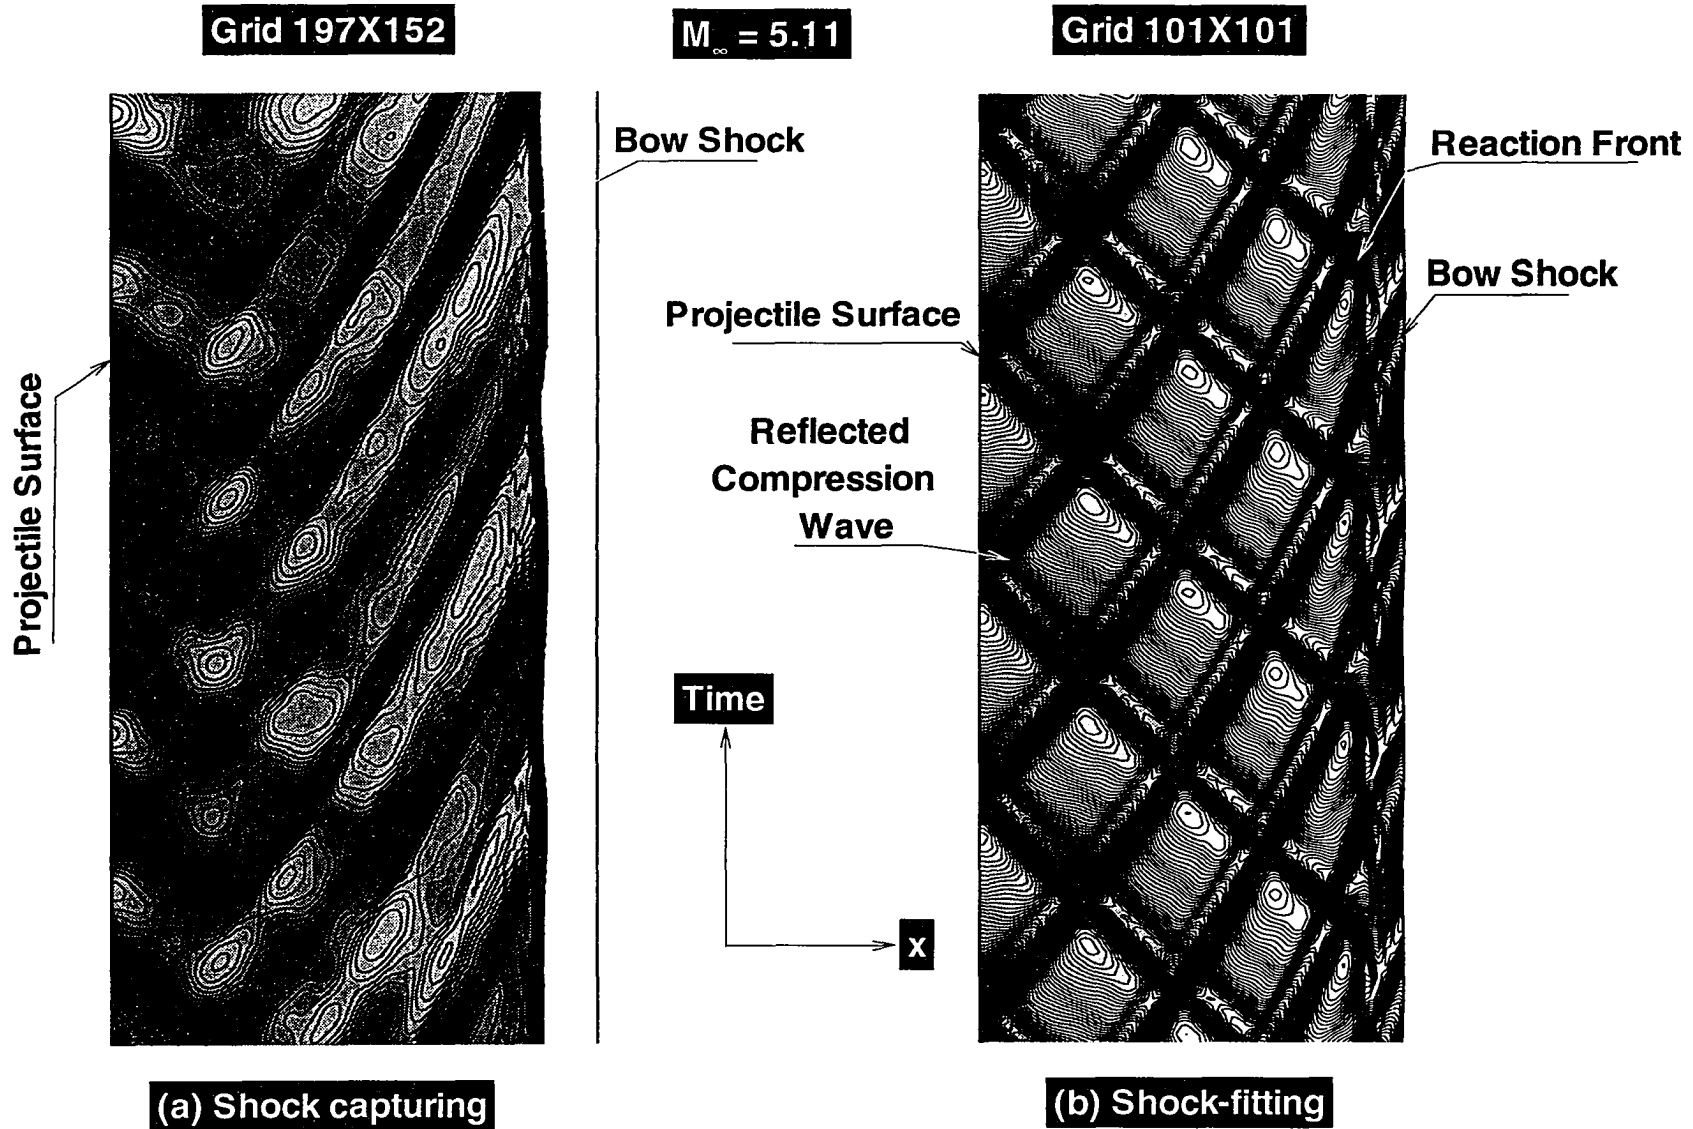 Grid 197X152
M∞ = 5.11
Grid 101X101
Bow Shock
Reaction Front
Bow Shock
Projectile Surface
Projectile Surface
Reflected
Compression
Wave
Time
x
(a) Shock capturing
(b) Shock-fitting